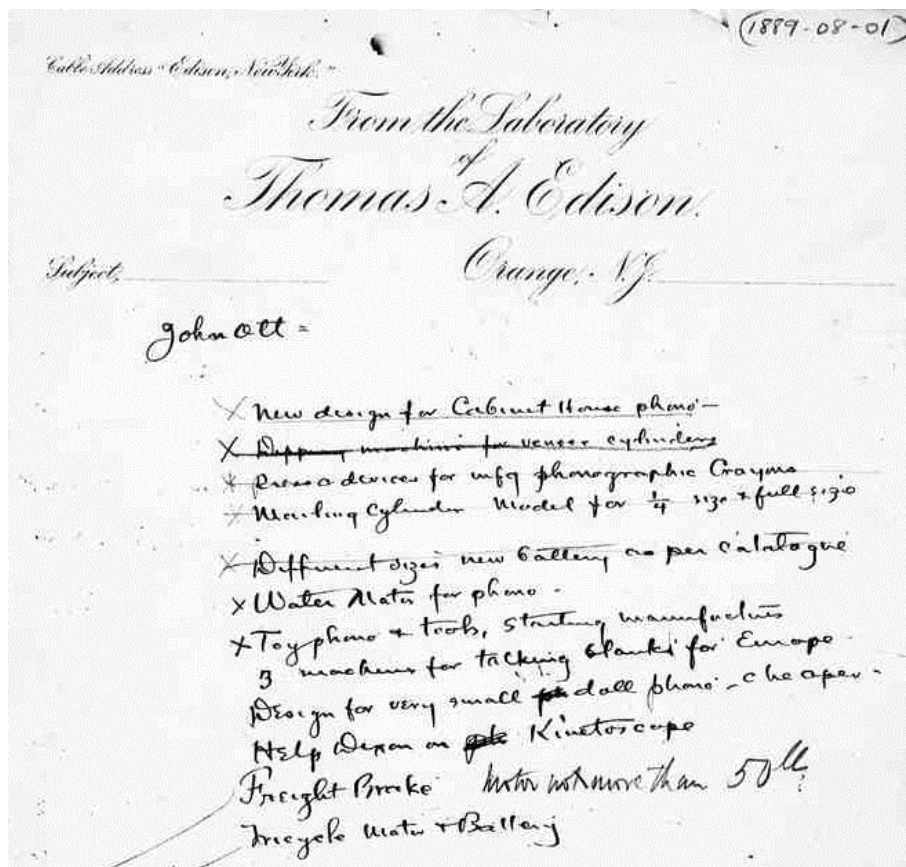 (1889-08-01)
Cable Address "Edison, New York."
From the Laboratory
of
Thomas A. Edison.
Subject, Orange, N.J.
John Ott =
X New design for Cabinet House phono-
X Dipping machine for veneer cylinders
X Press & devices for mfg phonographic Crayons
X Mailing Cylinder Model for 1/4 size & full size
X Different sizes new battery as per catalogue
X Water Motor for phono -
X Toy phono & tools, starting manufacture
3 machines for talking blanks for Europe
Design for very small doll phono - cheaper -
Help Dixon on Kinetoscope
Freight Brake Motor not more than 50 lb
Tricycle Motor & Battery